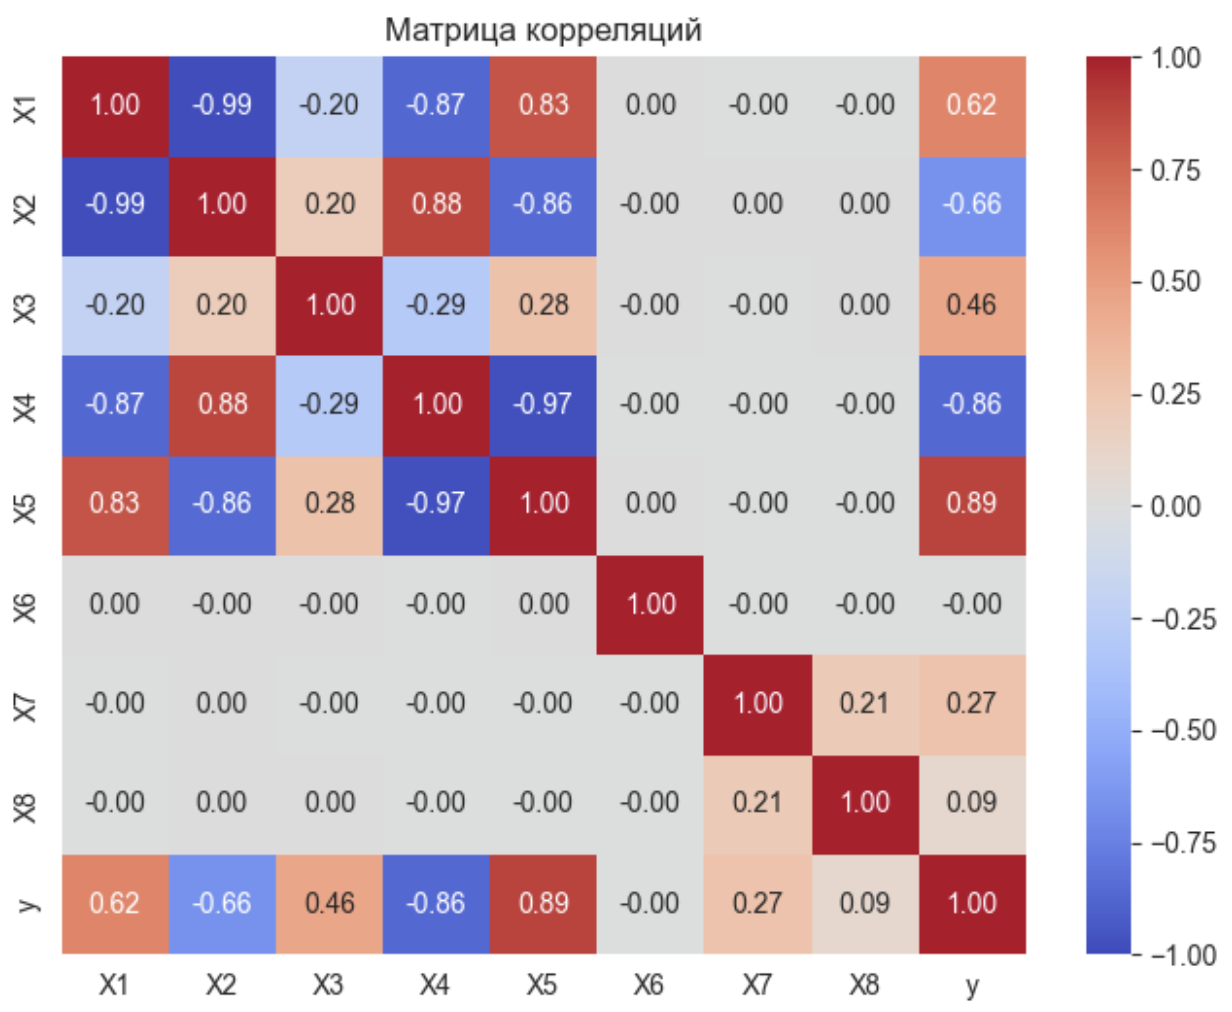 Матрица корреляций
X1 1.00 -0.99 -0.20 -0.87 0.83 0.00 -0.00 -0.00 0.62
X2 -0.99 1.00 0.20 0.88 -0.86 -0.00 0.00 0.00 -0.66
X3 -0.20 0.20 1.00 -0.29 0.28 -0.00 -0.00 0.00 0.46
X4 -0.87 0.88 -0.29 1.00 -0.97 -0.00 -0.00 -0.00 -0.86
X5 0.83 -0.86 0.28 -0.97 1.00 0.00 -0.00 -0.00 0.89
X6 0.00 -0.00 -0.00 -0.00 0.00 1.00 -0.00 -0.00 -0.00
X7 -0.00 0.00 -0.00 -0.00 -0.00 -0.00 1.00 0.21 0.27
X8 -0.00 0.00 0.00 -0.00 -0.00 -0.00 0.21 1.00 0.09
y 0.62 -0.66 0.46 -0.86 0.89 -0.00 0.27 0.09 1.00
X1 X2 X3 X4 X5 X6 X7 X8 y
1.00
0.75
0.50
0.25
0.00
−0.25
−0.50
−0.75
−1.00